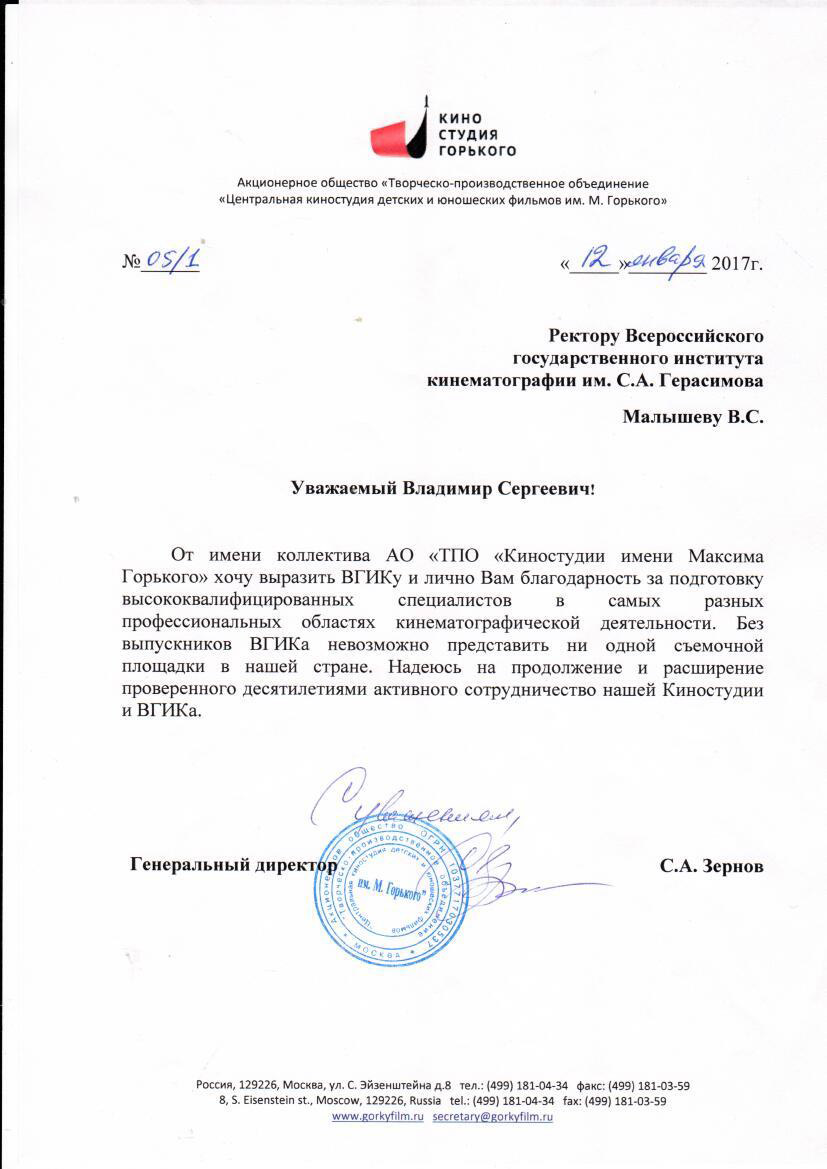 КИНО
СТУДИЯ
ГОРЬКОГО
Акционерное общество «Творческо-производственное объединение
«Центральная киностудия детских и юношеских фильмов им. М. Горького»
№ 05/1 « 12 » января 2017г.
Ректору Всероссийского
государственного института
кинематографии им. С.А. Герасимова
Малышеву В.С.
Уважаемый Владимир Сергеевич!
От имени коллектива АО «ТПО «Киностудии имени Максима
Горького» хочу выразить ВГИКу и лично Вам благодарность за подготовку
высококвалифицированных специалистов в самых разных
профессиональных областях кинематографической деятельности. Без
выпускников ВГИКа невозможно представить ни одной съемочной
площадки в нашей стране. Надеюсь на продолжение и расширение
проверенного десятилетиями активного сотрудничество нашей Киностудии
и ВГИКа.
С уважением,
Генеральный директор С.А. Зернов
Акционерное общество ОГРН 1037717030537
* МОСКВА *
"Творческо-производственное объединение
"Центральная киностудия детских и юношеских фильмов
им. М. Горького"
Россия, 129226, Москва, ул. С. Эйзенштейна д.8 тел.: (499) 181-04-34 факс: (499) 181-03-59
8, S. Eisenstein st., Moscow, 129226, Russia tel.: (499) 181-04-34 fax: (499) 181-03-59
www.gorkyfilm.ru secretary@gorkyfilm.ru